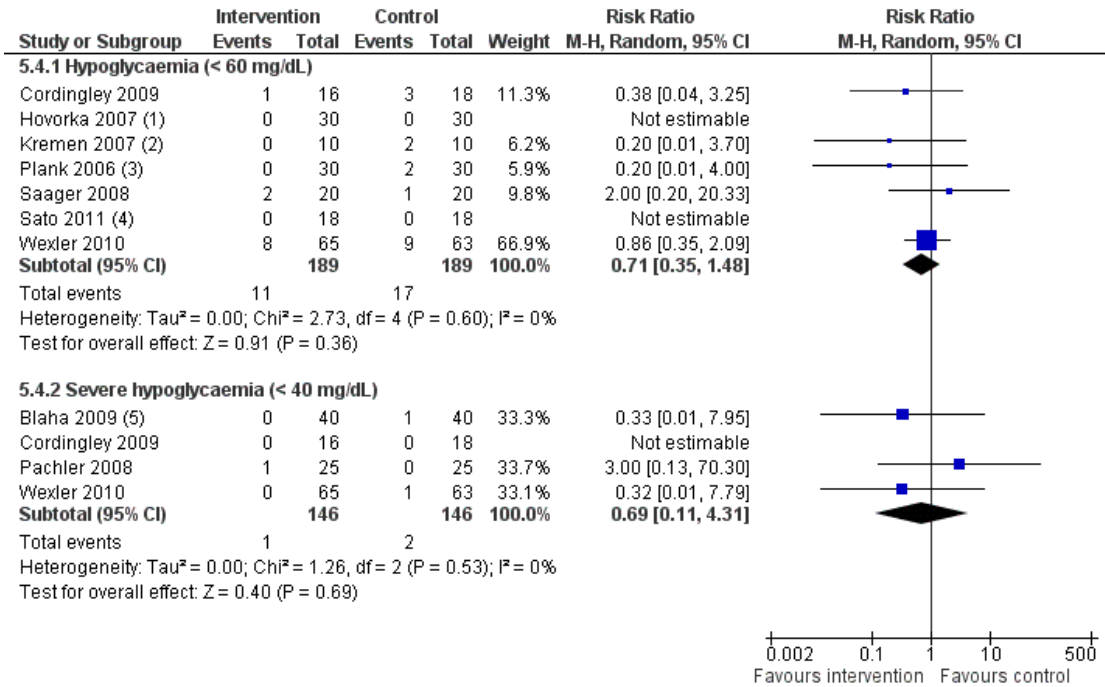 Intervention Control Risk Ratio Risk Ratio
Study or Subgroup Events Total Events Total Weight M-H, Random, 95% CI M-H, Random, 95% CI
5.4.1 Hypoglycaemia (< 60 mg/dL)
Cordingley 2009 1 16 3 18 11.3% 0.38 [0.04, 3.25]
Hovorka 2007 (1) 0 30 0 30 Not estimable
Kremen 2007 (2) 0 10 2 10 6.2% 0.20 [0.01, 3.70]
Plank 2006 (3) 0 30 2 30 5.9% 0.20 [0.01, 4.00]
Saager 2008 2 20 1 20 9.8% 2.00 [0.20, 20.33]
Sato 2011 (4) 0 18 0 18 Not estimable
Wexler 2010 8 65 9 63 66.9% 0.86 [0.35, 2.09]
Subtotal (95% CI) 189 189 100.0% 0.71 [0.35, 1.48]
Total events 11 17
Heterogeneity: Tau² = 0.00; Chi² = 2.73, df = 4 (P = 0.60); I² = 0%
Test for overall effect: Z = 0.91 (P = 0.36)
5.4.2 Severe hypoglycaemia (< 40 mg/dL)
Blaha 2009 (5) 0 40 1 40 33.3% 0.33 [0.01, 7.95]
Cordingley 2009 0 16 0 18 Not estimable
Pachler 2008 1 25 0 25 33.7% 3.00 [0.13, 70.30]
Wexler 2010 0 65 1 63 33.1% 0.32 [0.01, 7.79]
Subtotal (95% CI) 146 146 100.0% 0.69 [0.11, 4.31]
Total events 1 2
Heterogeneity: Tau² = 0.00; Chi² = 1.26, df = 2 (P = 0.53); I² = 0%
Test for overall effect: Z = 0.40 (P = 0.69)
0.002 0.1 1 10 500
Favours intervention Favours control